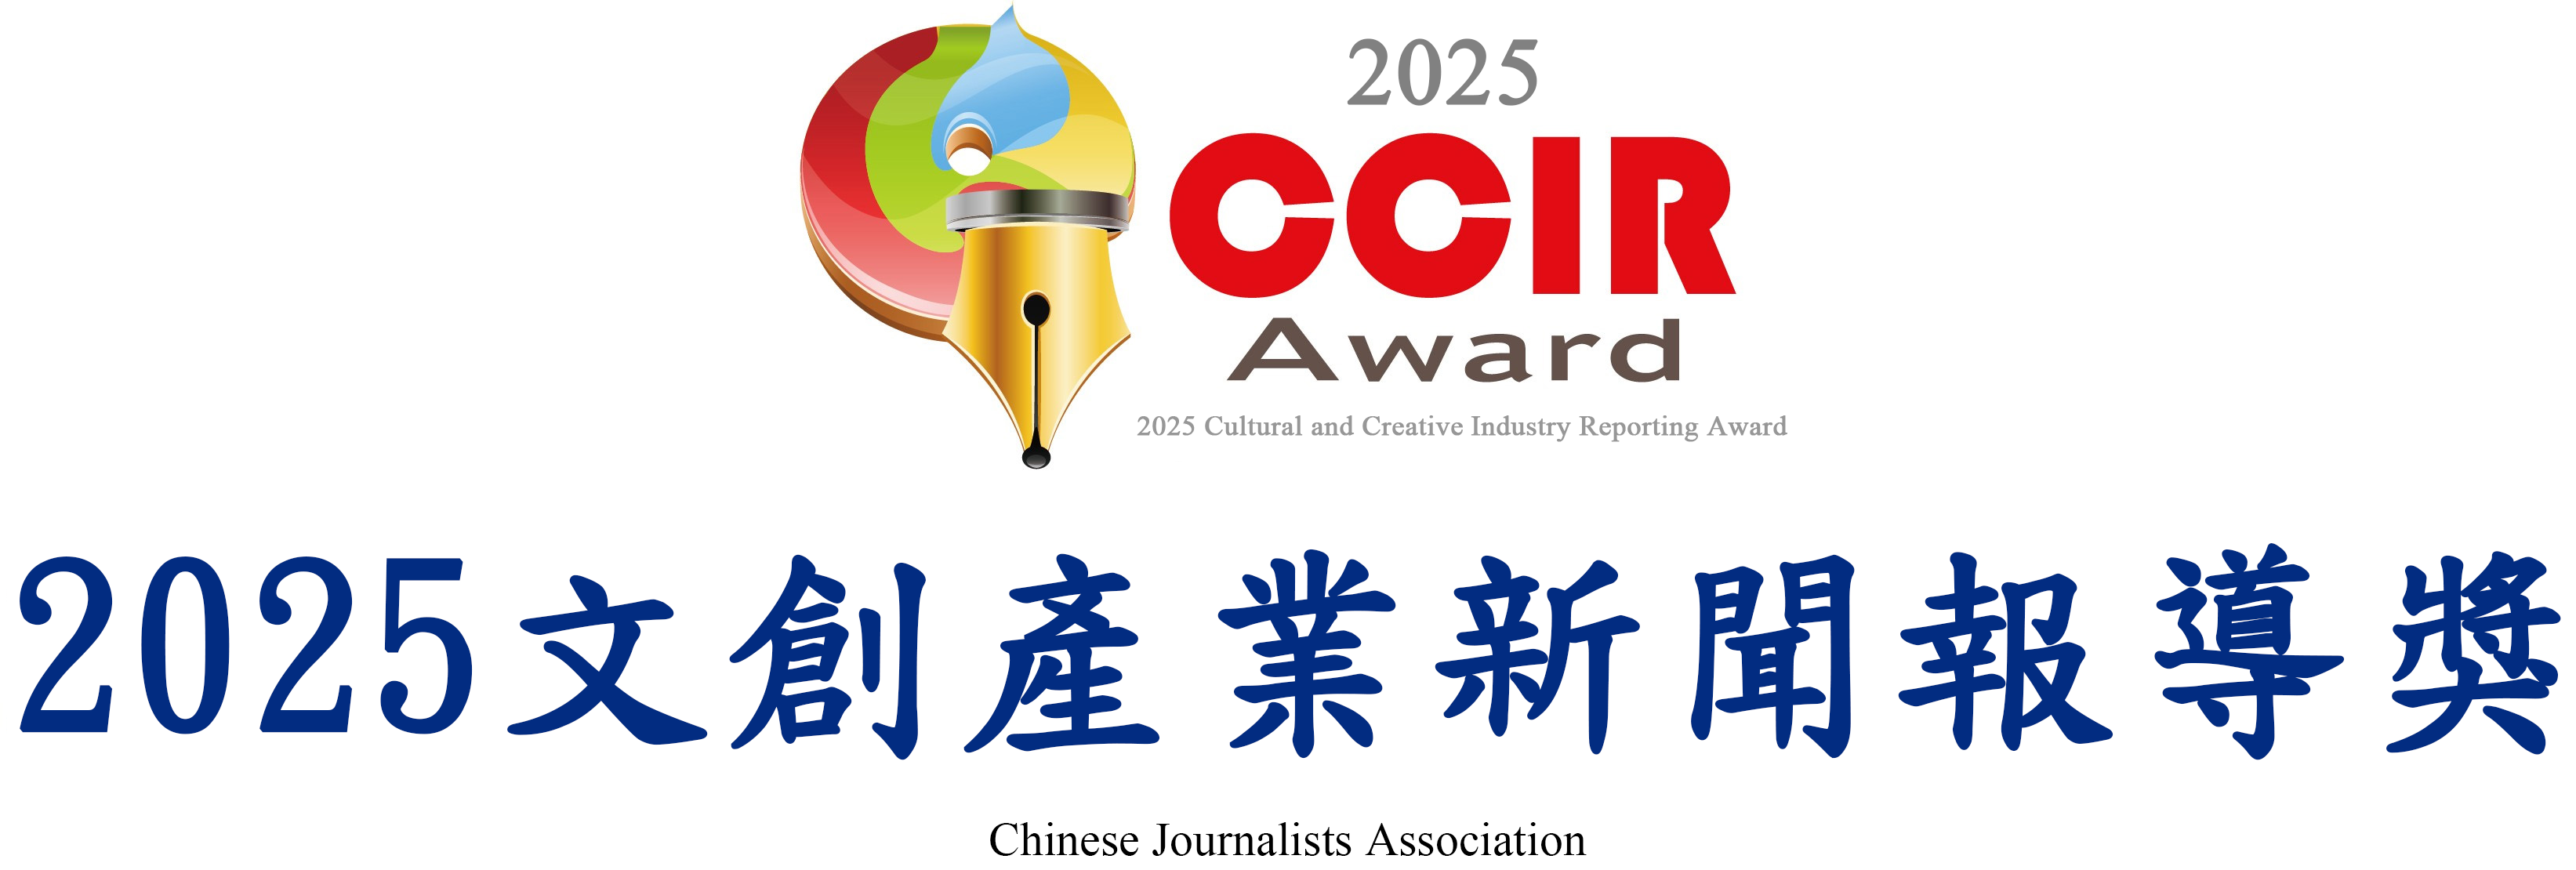 2025
CCIR
Award
2025 Cultural and Creative Industry Reporting Award
2025文創產業新聞報導獎
Chinese Journalists Association